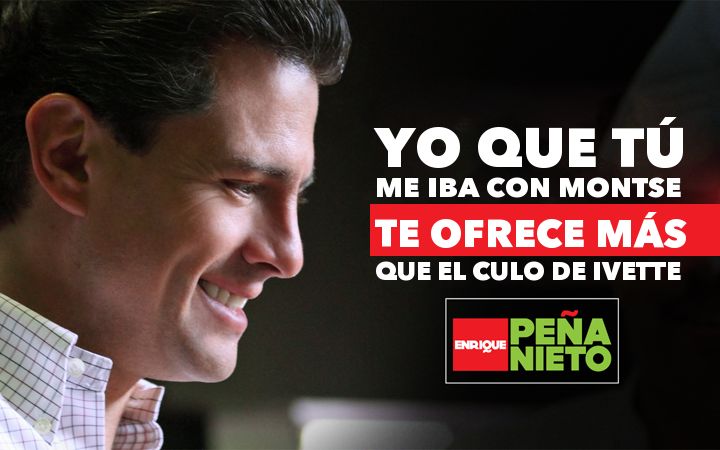 YO QUE TÚ
ME IBA CON MONTSE
TE OFRECE MÁS
QUE EL CULO DE IVETTE
ENRIQUE
PEÑA
NIETO